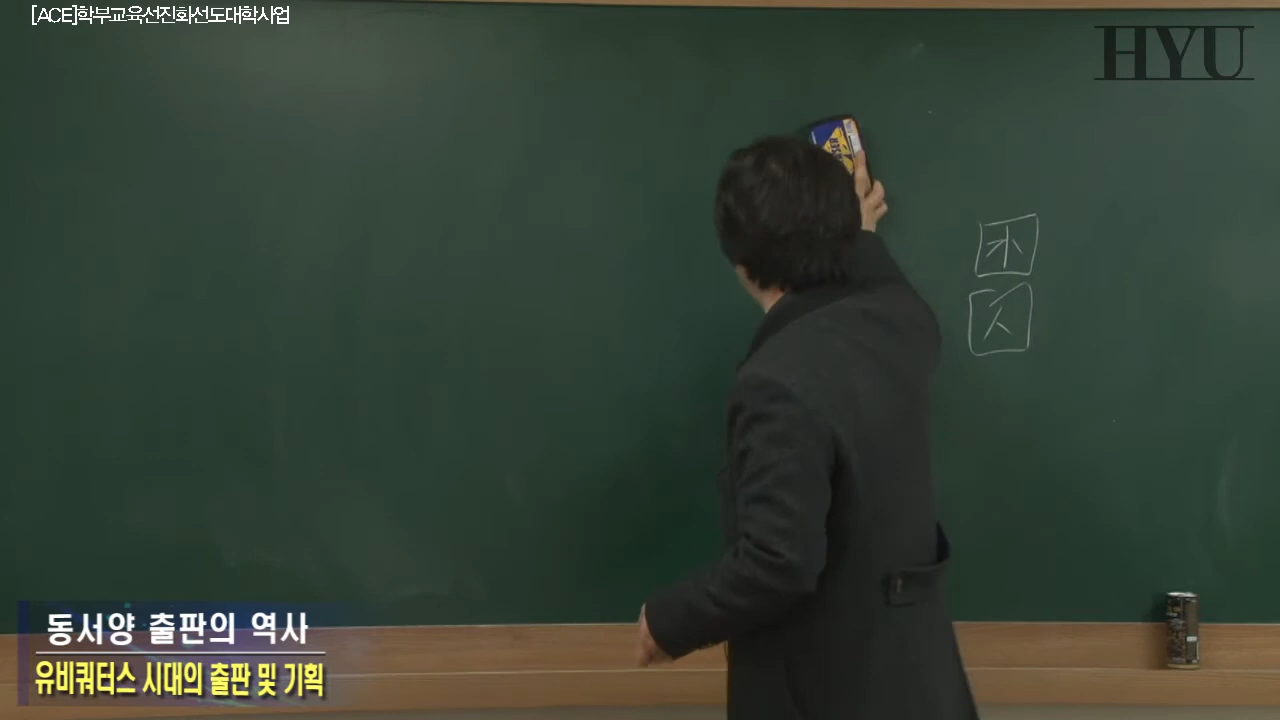 [ACE]학부교육선진화선도대학사업
HYU
困
囚
동서양 출판의 역사
유비쿼터스 시대의 출판 및 기획